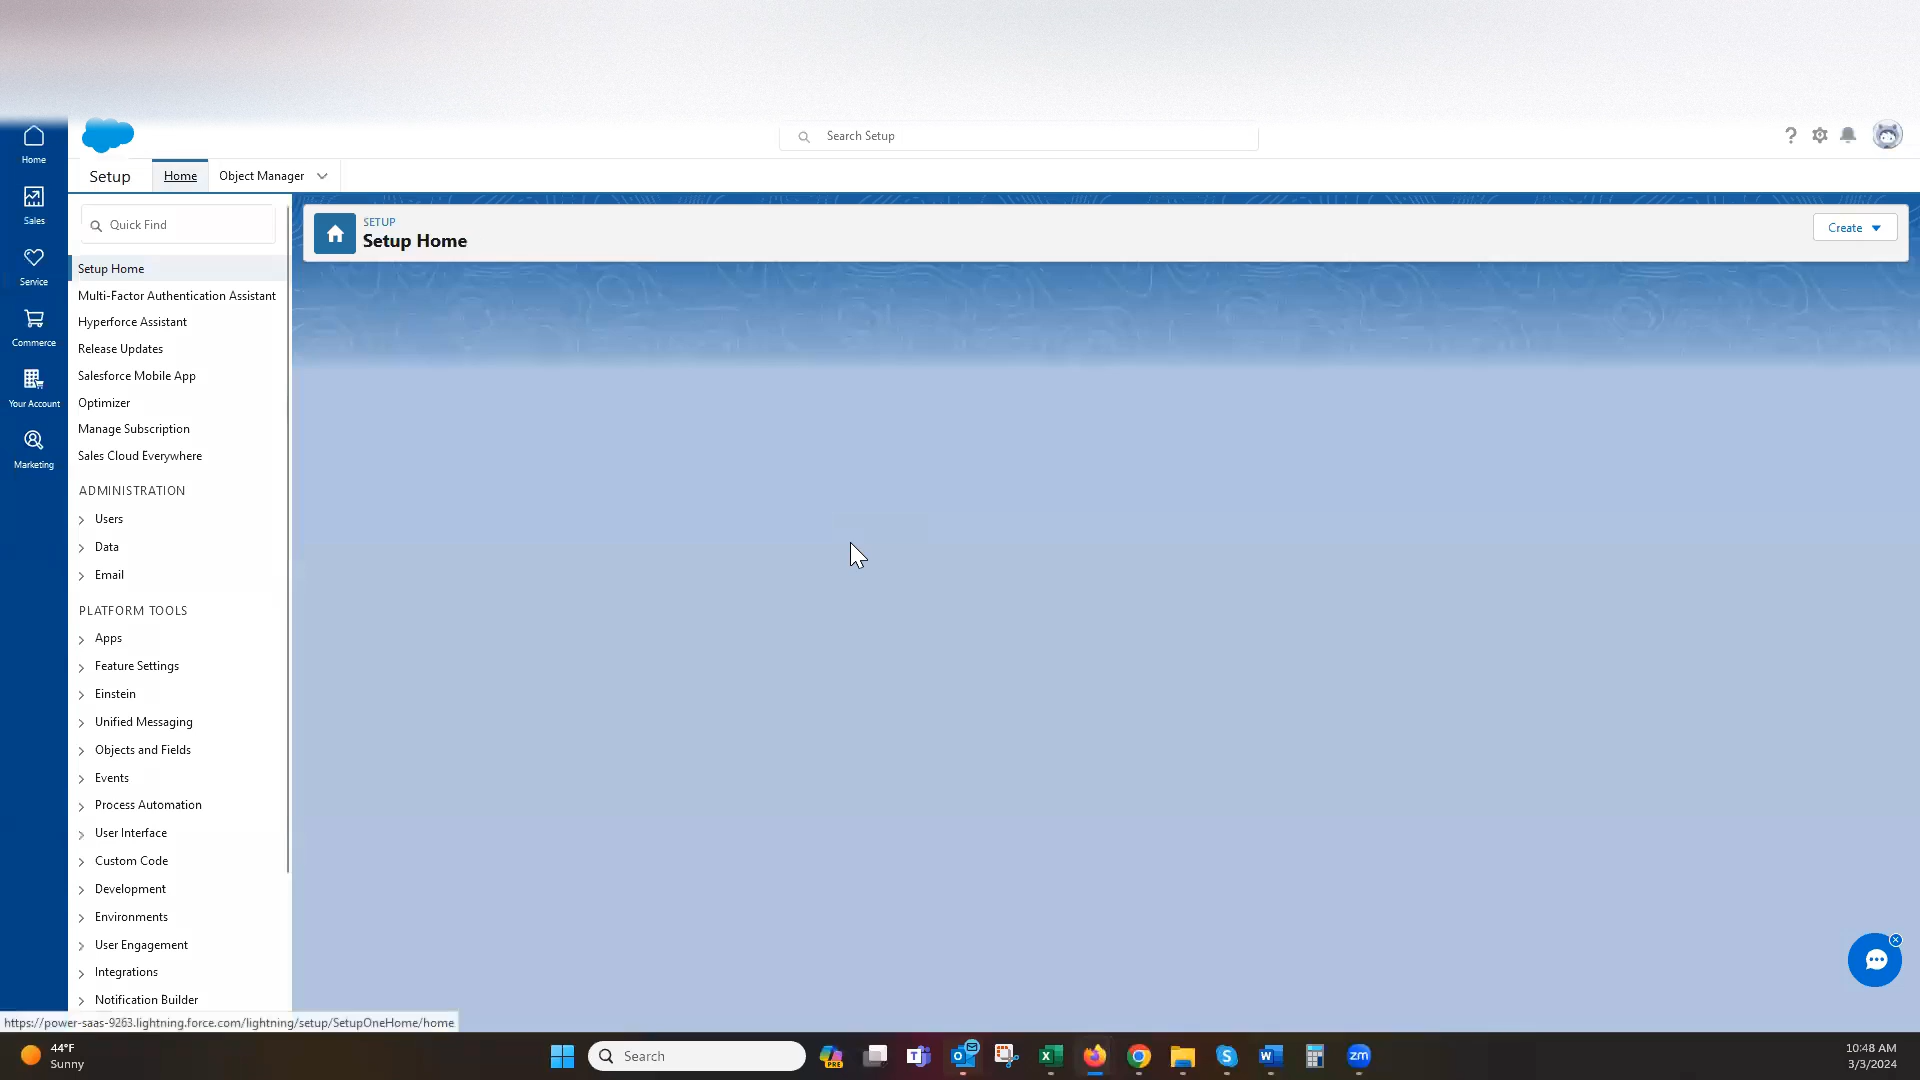 Home
Search Setup
Setup
Home
Object Manager
Sales
Quick Find
SETUP
Setup Home
Create
Service
Setup Home
Multi-Factor Authentication Assistant
Hyperforce Assistant
Commerce
Release Updates
Salesforce Mobile App
Your Account
Optimizer
Manage Subscription
Sales Cloud Everywhere
Marketing
ADMINISTRATION
Users
Data
Email
PLATFORM TOOLS
Apps
Feature Settings
Einstein
Unified Messaging
Objects and Fields
Events
Process Automation
User Interface
Custom Code
Development
Environments
User Engagement
Integrations
Notification Builder
https://power-saas-9263.lightning.force.com/lightning/setup/SetupOneHome/home
44°F
Sunny
Search
PRE
zm
10:48 AM
3/3/2024